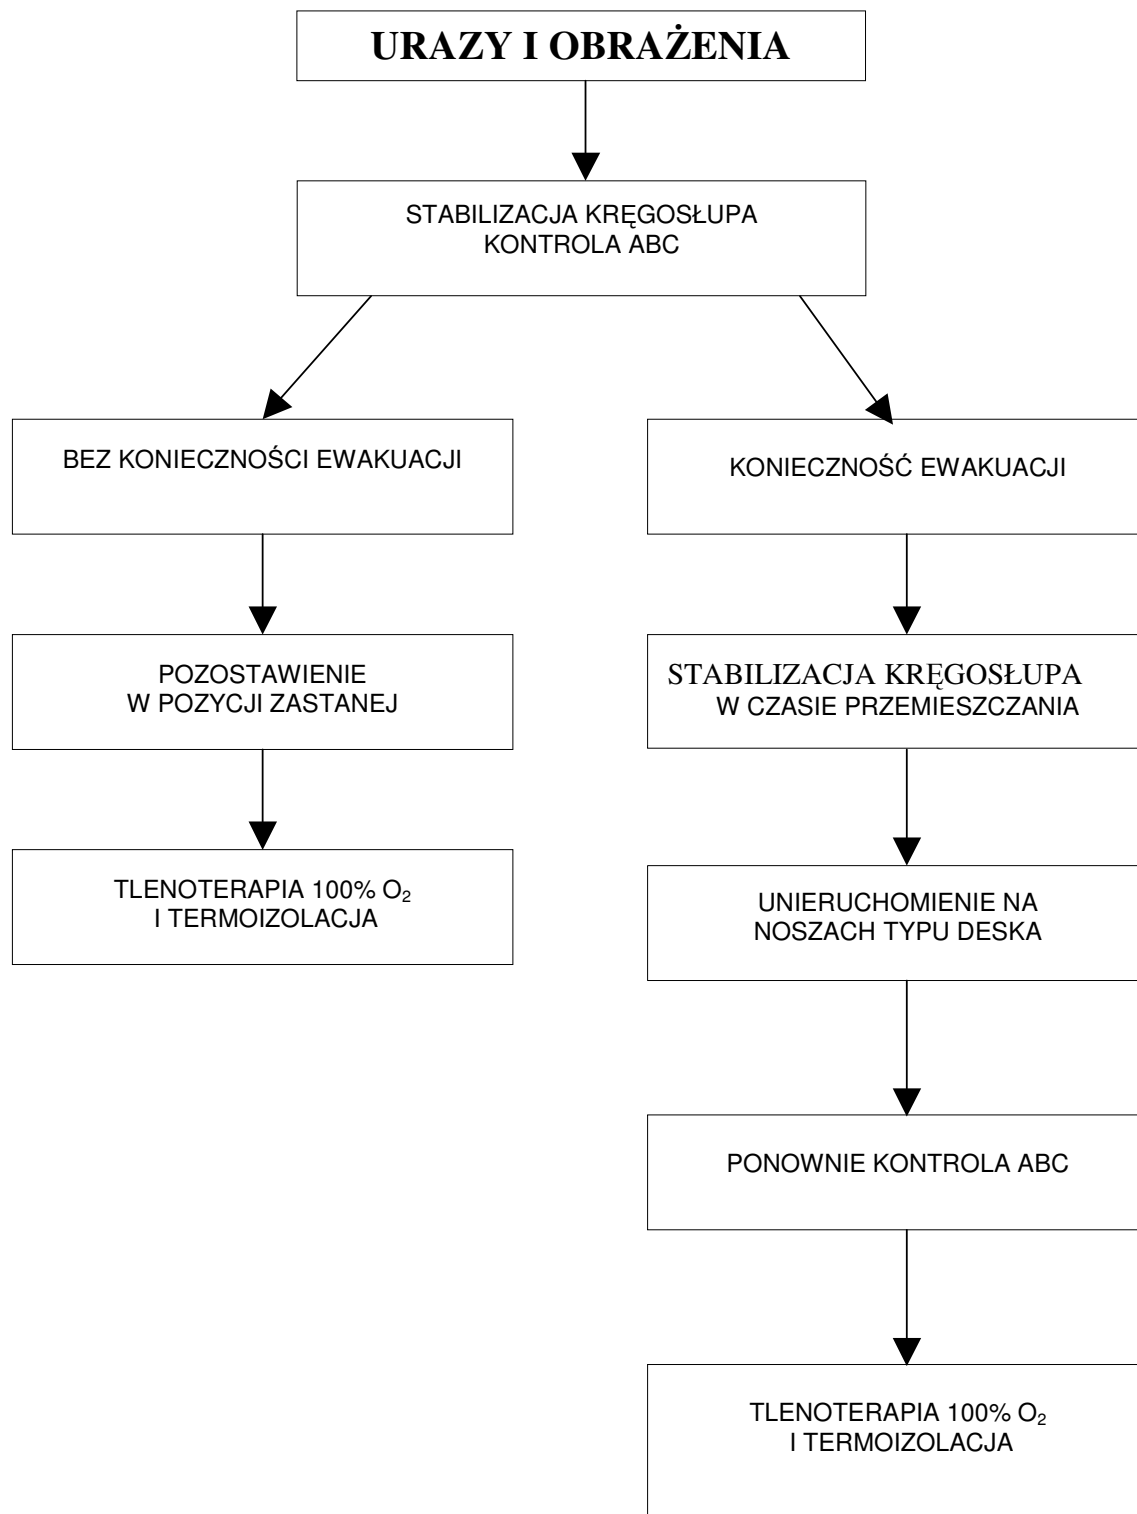 URAZY I OBRAŻENIA
STABILIZACJA KRĘGOSŁUPA
KONTROLA ABC
BEZ KONIECZNOŚCI EWAKUACJI
KONIECZNOŚĆ EWAKUACJI
POZOSTAWIENIE
W POZYCJI ZASTANEJ
STABILIZACJA KRĘGOSŁUPA
W CZASIE PRZEMIESZCZANIA
TLENOTERAPIA 100% O₂
I TERMOIZOLACJA
UNIERUCHOMIENIE NA
NOSZACH TYPU DESKA
PONOWNIE KONTROLA ABC
TLENOTERAPIA 100% O₂
I TERMOIZOLACJA